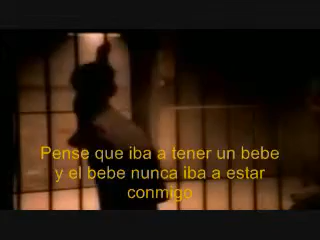 Pense que iba a tener un bebe
y el bebe nunca iba a estar
conmigo